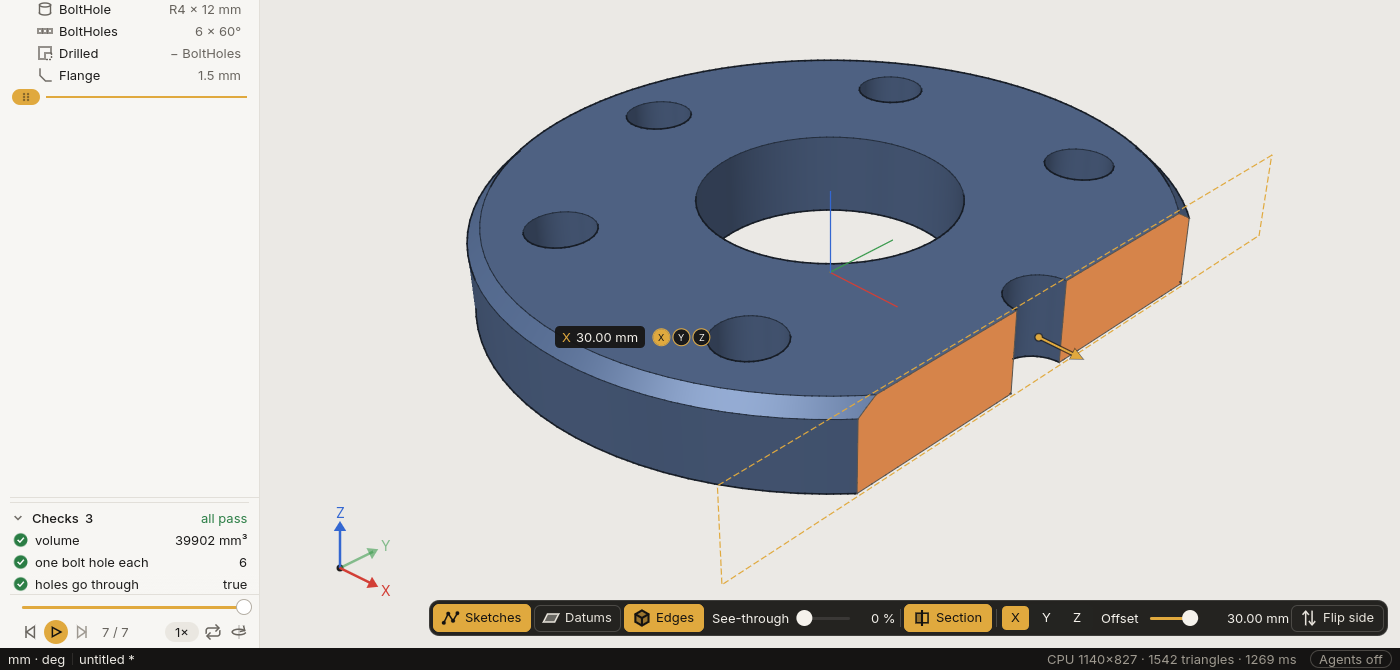 BoltHole R4 × 12 mm
BoltHoles 6 × 60°
Drilled − BoltHoles
Flange 1.5 mm
X 30.00 mm X Y Z
Z
Y
X
Checks 3 all pass
volume 39902 mm³
one bolt hole each 6
holes go through true
7 / 7 1×
Sketches Datums Edges See-through 0 % Section X Y Z Offset 30.00 mm Flip side
mm · deg untitled * CPU 1140×827 · 1542 triangles · 1269 ms Agents off